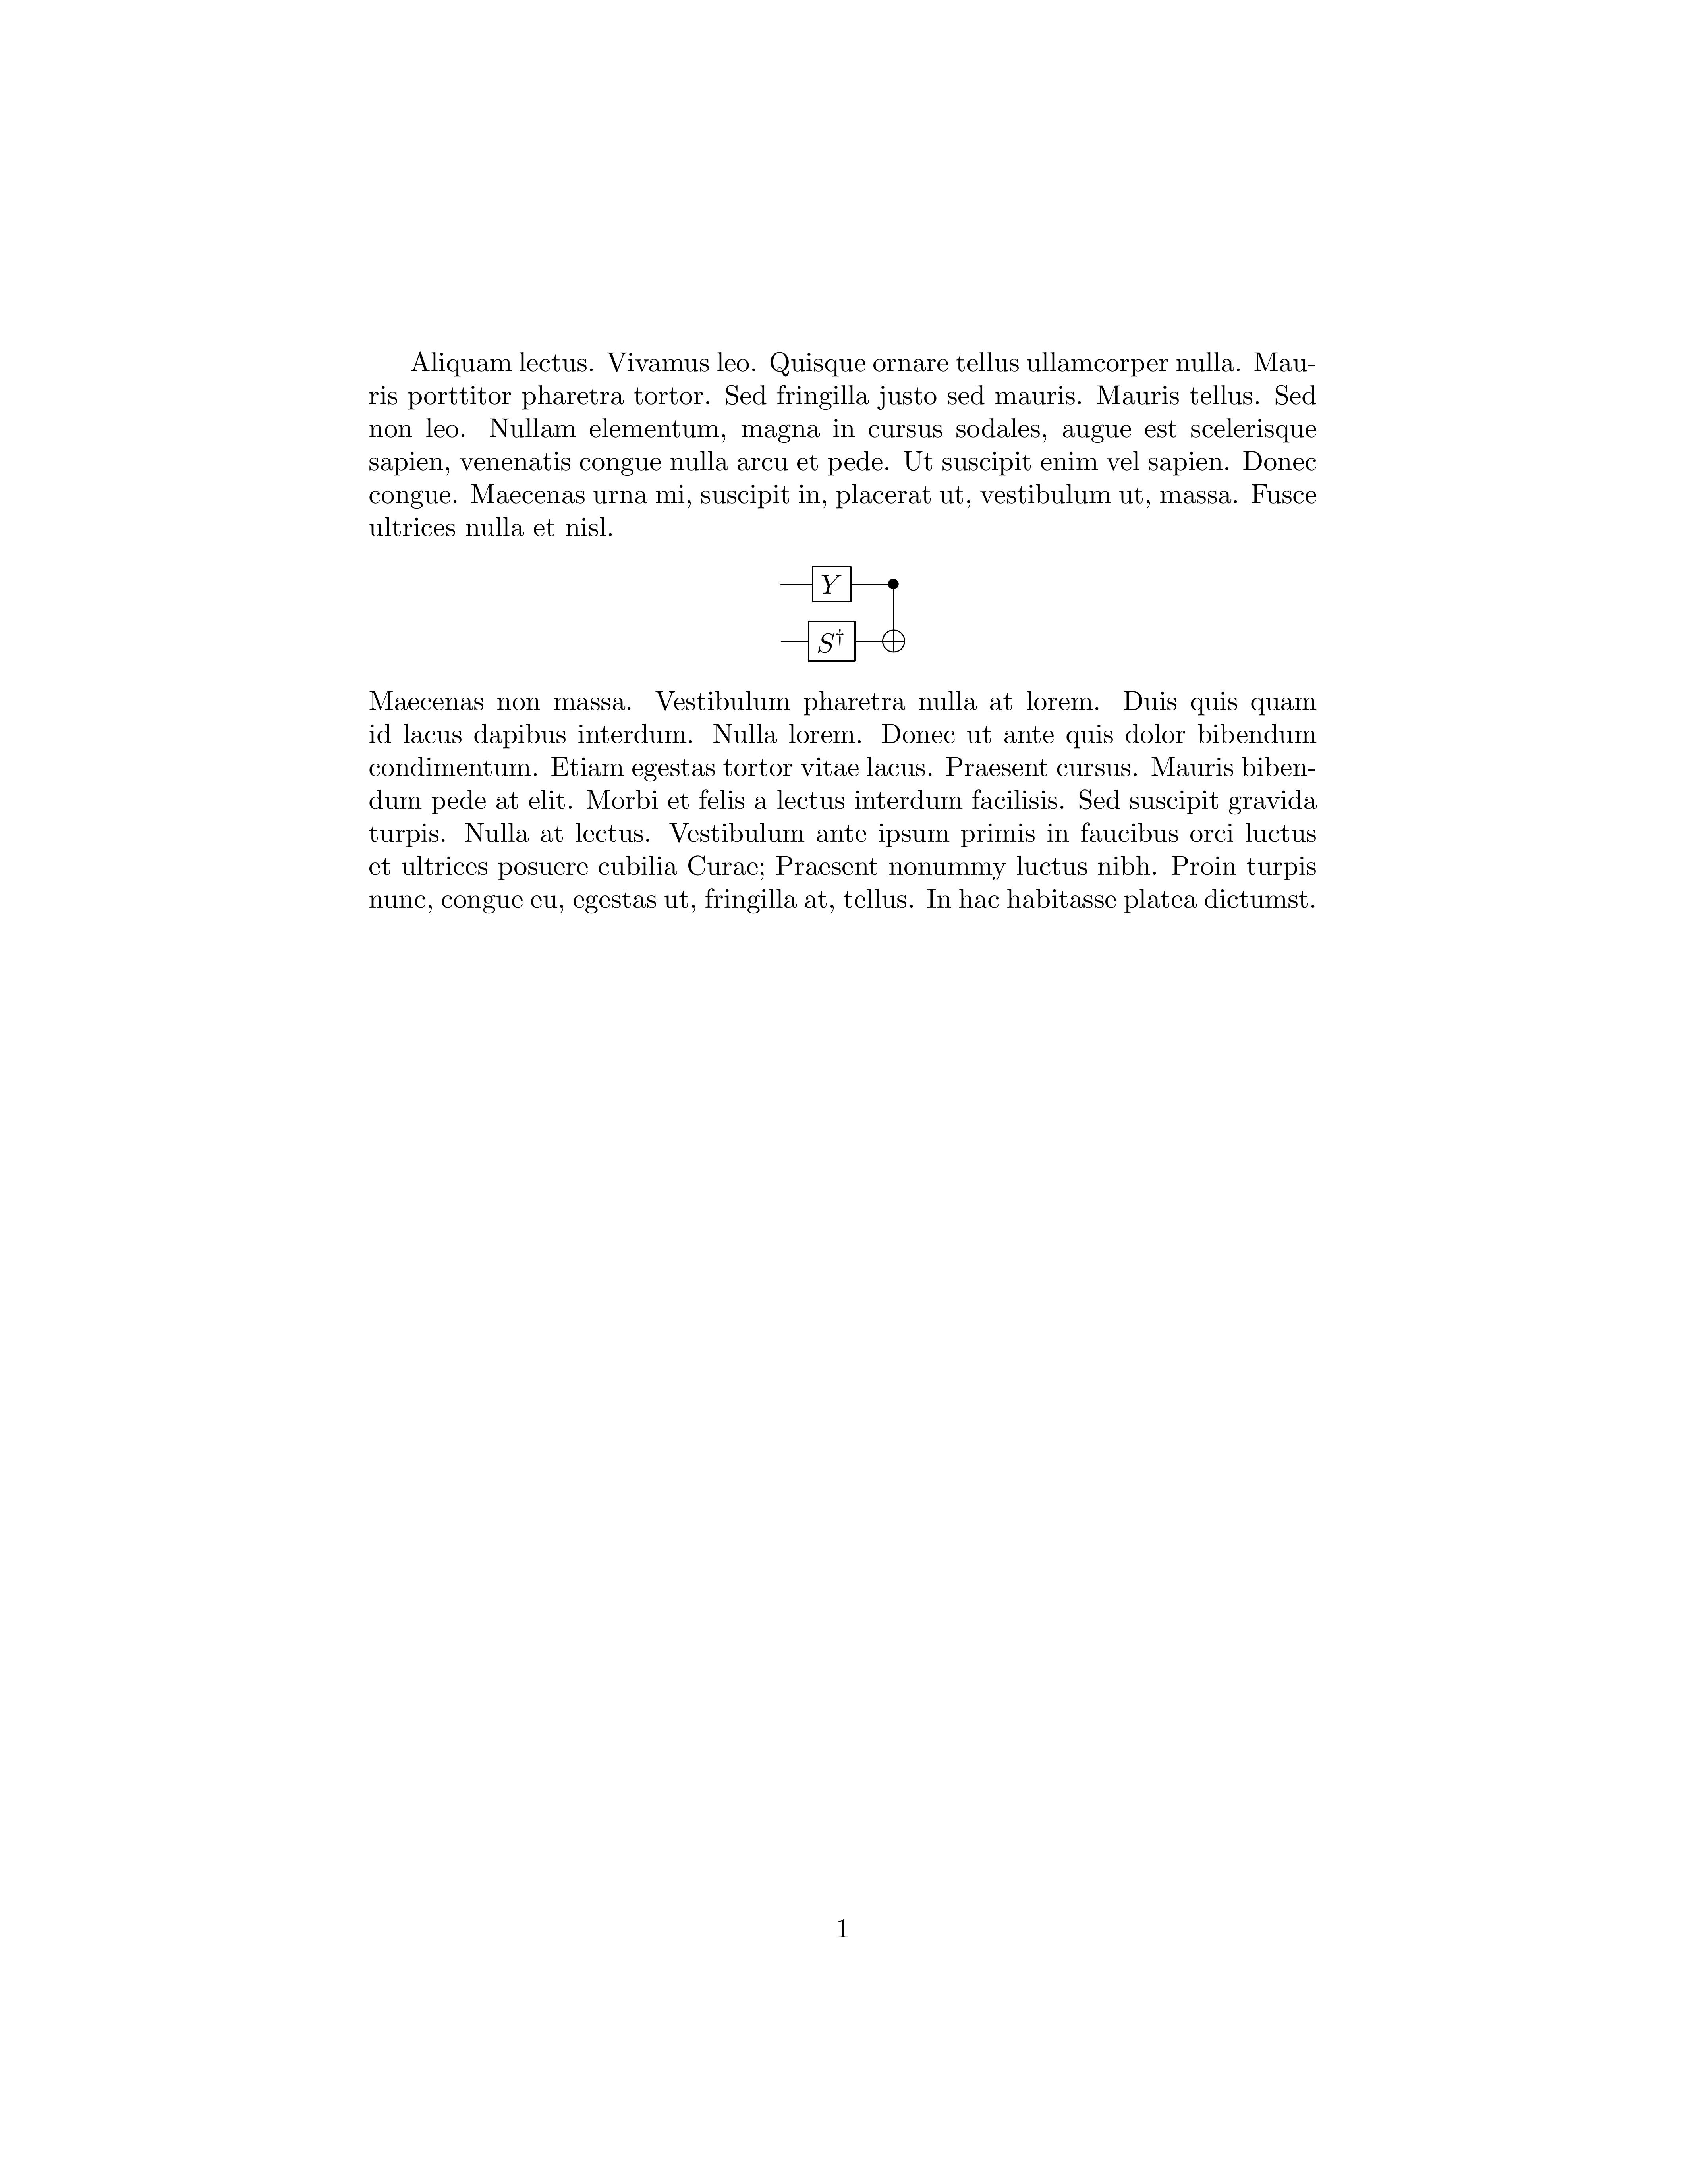 Aliquam lectus. Vivamus leo. Quisque ornare tellus ullamcorper nulla. Mau-
ris porttitor pharetra tortor. Sed fringilla justo sed mauris. Mauris tellus. Sed
non leo. Nullam elementum, magna in cursus sodales, augue est scelerisque
sapien, venenatis congue nulla arcu et pede. Ut suscipit enim vel sapien. Donec
congue. Maecenas urna mi, suscipit in, placerat ut, vestibulum ut, massa. Fusce
ultrices nulla et nisl.
Y
S†
Maecenas non massa. Vestibulum pharetra nulla at lorem. Duis quis quam
id lacus dapibus interdum. Nulla lorem. Donec ut ante quis dolor bibendum
condimentum. Etiam egestas tortor vitae lacus. Praesent cursus. Mauris biben-
dum pede at elit. Morbi et felis a lectus interdum facilisis. Sed suscipit gravida
turpis. Nulla at lectus. Vestibulum ante ipsum primis in faucibus orci luctus
et ultrices posuere cubilia Curae; Praesent nonummy luctus nibh. Proin turpis
nunc, congue eu, egestas ut, fringilla at, tellus. In hac habitasse platea dictumst.
1